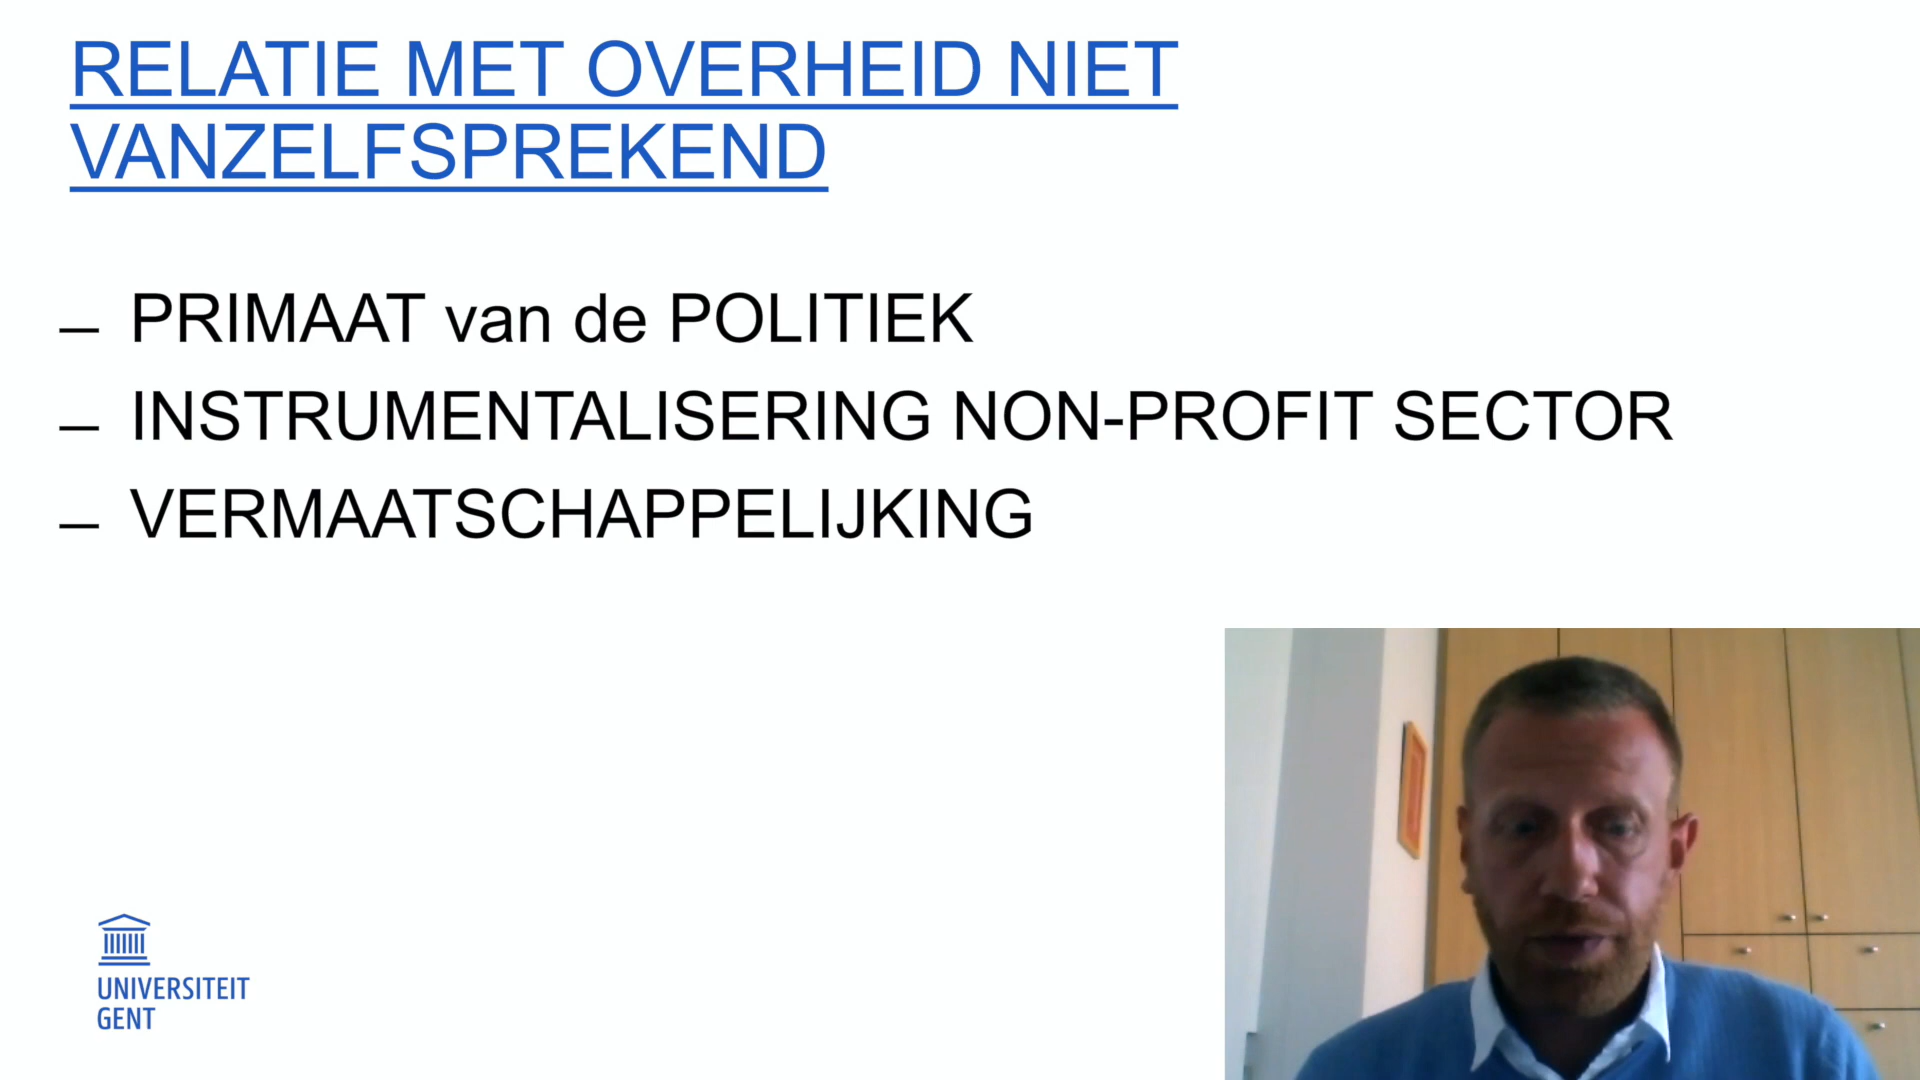 RELATIE MET OVERHEID NIET
VANZELFSPREKEND
– PRIMAAT van de POLITIEK
– INSTRUMENTALISERING NON-PROFIT SECTOR
– VERMAATSCHAPPELIJKING
UNIVERSITEIT
GENT